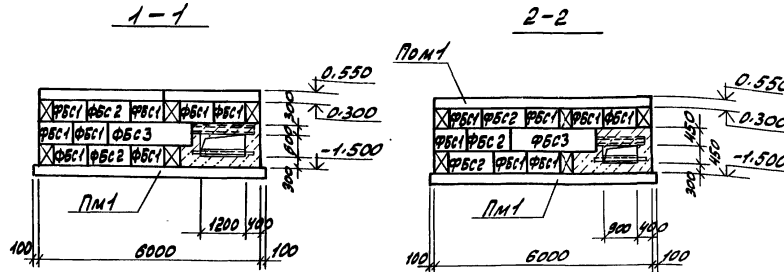 1-1
0.550
300
0.300
ФБС1 ФБС2 ФБС1 ФБС1 ФБС1
ФБС1 ФБС1 ФБС3
600
ФБС1 ФБС2 ФБС1
-1.500
300
Пм1
1200 400
100 6000 100
2-2
Пом1
0.550
0.300
ФБС1 ФБС2 ФБС1 ФБС1 ФБС1
ФБС1 ФБС2 ФБС3
450
450
ФБС2 ФБС1 ФБС1
-1.500
300
Пм1
900 400
100 6000 100